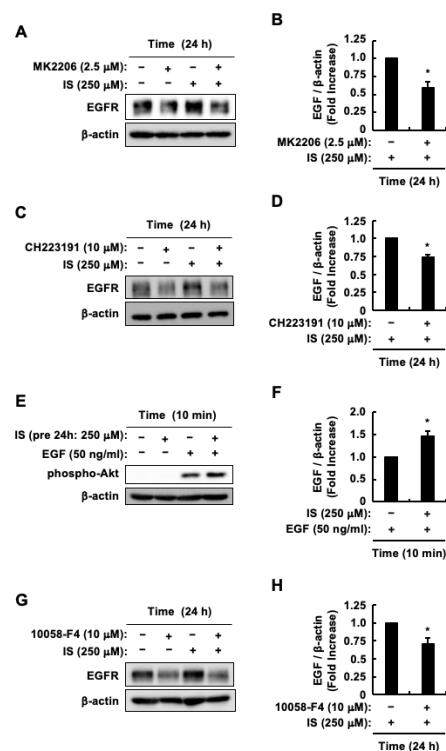 A
Time (24 h)
MK2206 (2.5 μM): – + – +
IS (250 μM): – – + +
EGFR
β-actin
B
EGF / β-actin
(Fold Increase)
1.25
1.0
0.75
0.5
0.25
0
*
MK2206 (2.5 μM): – +
IS (250 μM): + +
Time (24 h)
C
Time (24 h)
CH223191 (10 μM): – + – +
IS (250 μM): – – + +
EGFR
β-actin
D
EGF / β-actin
(Fold Increase)
1.25
1.0
0.75
0.5
0.25
0
*
CH223191 (10 μM): – +
IS (250 μM): + +
Time (24 h)
E
Time (10 min)
IS (pre 24h: 250 μM): – + – +
EGF (50 ng/ml): – – + +
phospho-Akt
β-actin
F
EGF / β-actin
(Fold Increase)
2.0
1.5
1.0
0.5
0
*
IS (250 μM): – +
EGF (50 ng/ml): + +
Time (10 min)
G
Time (24 h)
10058-F4 (10 μM): – + – +
IS (250 μM): – – + +
EGFR
β-actin
H
EGF / β-actin
(Fold Increase)
1.25
1.0
0.75
0.5
0.25
0
*
10058-F4 (10 μM): – +
IS (250 μM): + +
Time (24 h)